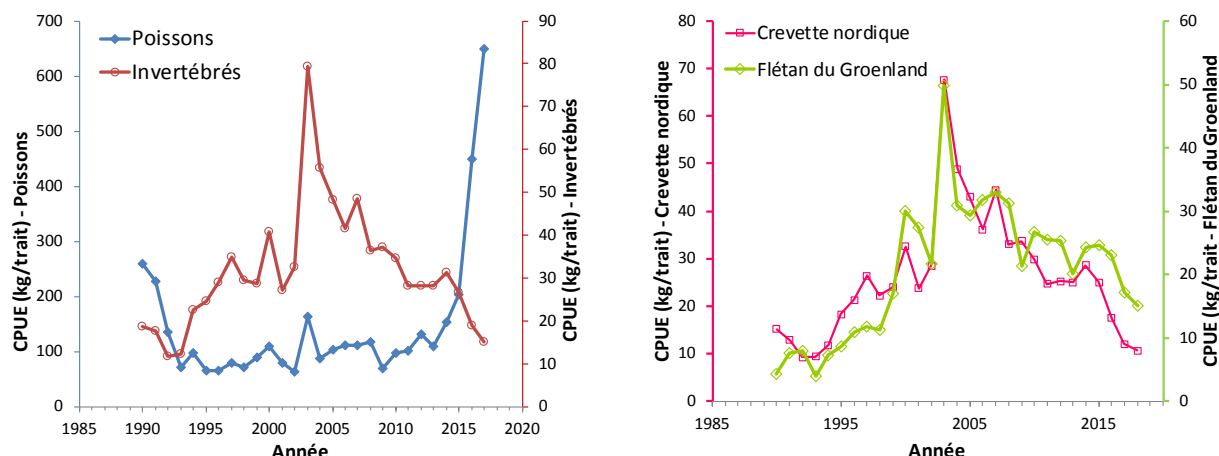 Poissons
Invertébrés
CPUE (kg/trait) - Poissons
700
600
500
400
300
200
100
0
90
80
70
60
50
40
30
20
10
0
CPUE (kg/trait) - Invertébrés
1985 1990 1995 2000 2005 2010 2015 2020
Année
Crevette nordique
Flétan du Groenland
CPUE (kg/trait) - Crevette nordique
80
70
60
50
40
30
20
10
0
60
50
40
30
20
10
0
CPUE (kg/trait - Flétan du Groenland
1985 1995 2005 2015
Année